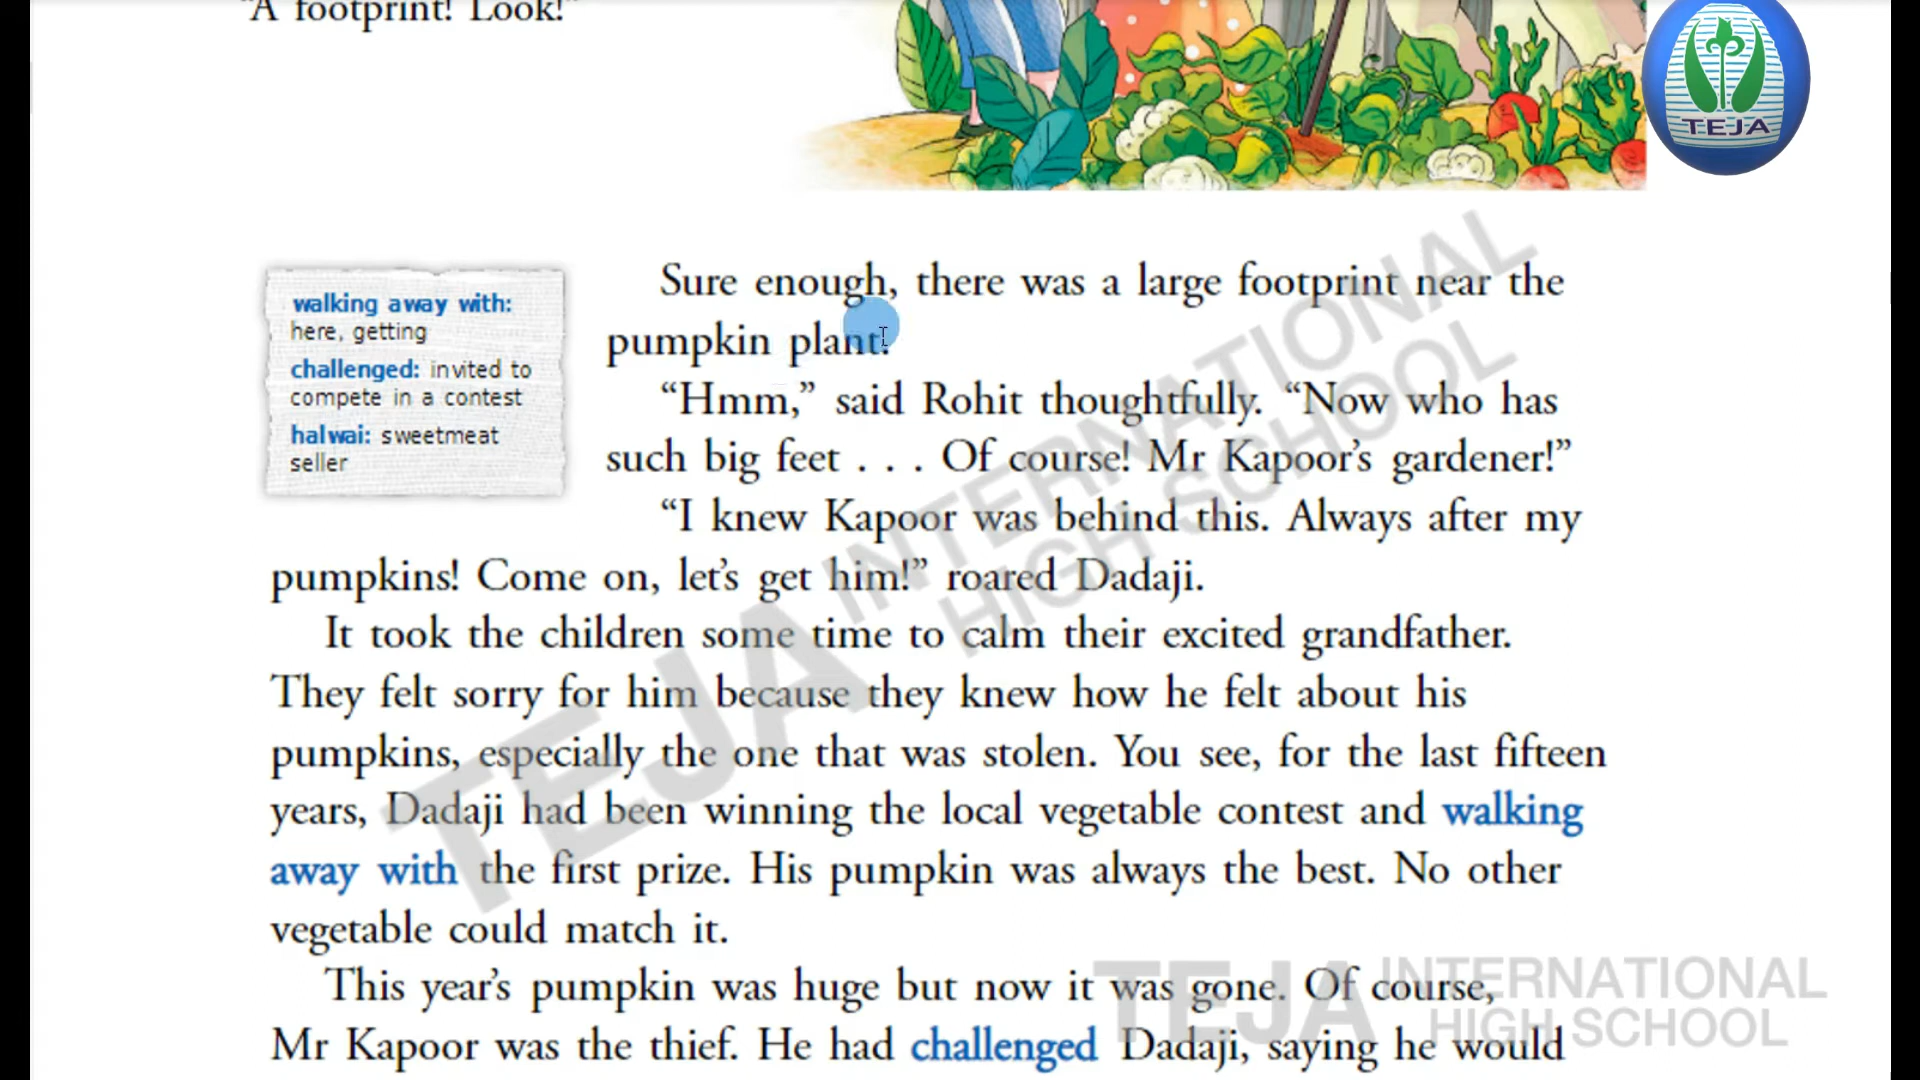 "A footprint! Look!"
TEJA
walking away with:
here, getting
challenged: invited to
compete in a contest
halwai: sweetmeat
seller
Sure enough, there was a large footprint near the
pumpkin plant!
“Hmm,” said Rohit thoughtfully. “Now who has
such big feet . . . Of course! Mr Kapoor’s gardener!”
“I knew Kapoor was behind this. Always after my
pumpkins! Come on, let’s get him!” roared Dadaji.
It took the children some time to calm their excited grandfather.
They felt sorry for him because they knew how he felt about his
pumpkins, especially the one that was stolen. You see, for the last fifteen
years, Dadaji had been winning the local vegetable contest and walking
away with the first prize. His pumpkin was always the best. No other
vegetable could match it.
This year’s pumpkin was huge but now it was gone. Of course,
Mr Kapoor was the thief. He had challenged Dadaji, saying he would
TEJA INTERNATIONAL
HIGH SCHOOL
TEJA INTERNATIONAL
HIGH SCHOOL